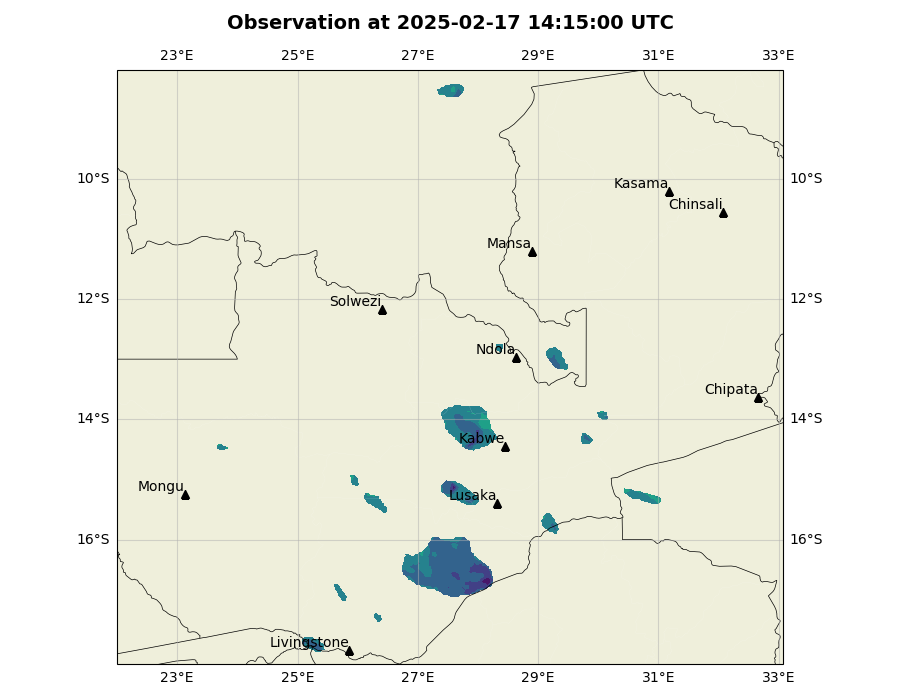 Observation at 2025-02-17 14:15:00 UTC
23°E 25°E 27°E 29°E 31°E 33°E
10°S 10°S
Kasama
Chinsali
Mansa
12°S 12°S
Solwezi
Ndola
Chipata
14°S 14°S
Kabwe
Mongu
Lusaka
16°S 16°S
Livingstone
23°E 25°E 27°E 29°E 31°E 33°E